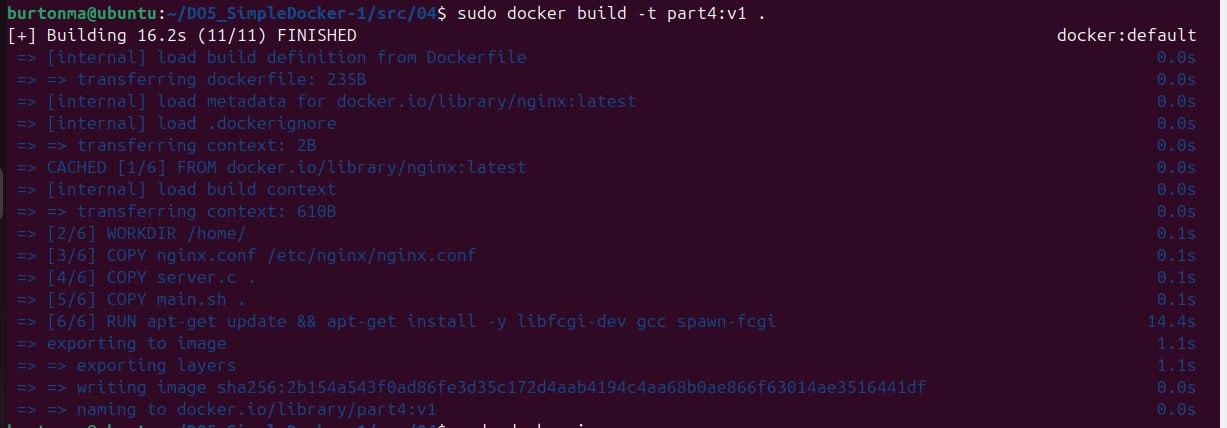 burtonma@ubuntu:~/DO5_SimpleDocker-1/src/04$ sudo docker build -t part4:v1 .
[+] Building 16.2s (11/11) FINISHED docker:default
=> [internal] load build definition from Dockerfile 0.0s
=> => transferring dockerfile: 235B 0.0s
=> [internal] load metadata for docker.io/library/nginx:latest 0.0s
=> [internal] load .dockerignore 0.0s
=> => transferring context: 2B 0.0s
=> CACHED [1/6] FROM docker.io/library/nginx:latest 0.0s
=> [internal] load build context 0.0s
=> => transferring context: 610B 0.0s
=> [2/6] WORKDIR /home/ 0.1s
=> [3/6] COPY nginx.conf /etc/nginx/nginx.conf 0.1s
=> [4/6] COPY server.c . 0.1s
=> [5/6] COPY main.sh . 0.1s
=> [6/6] RUN apt-get update && apt-get install -y libfcgi-dev gcc spawn-fcgi 14.4s
=> exporting to image 1.1s
=> => exporting layers 1.1s
=> => writing image sha256:2b154a543f0ad86fe3d35c172d4aab4194c4aa68b0ae866f63014ae3516441df 0.0s
=> => naming to docker.io/library/part4:v1 0.0s